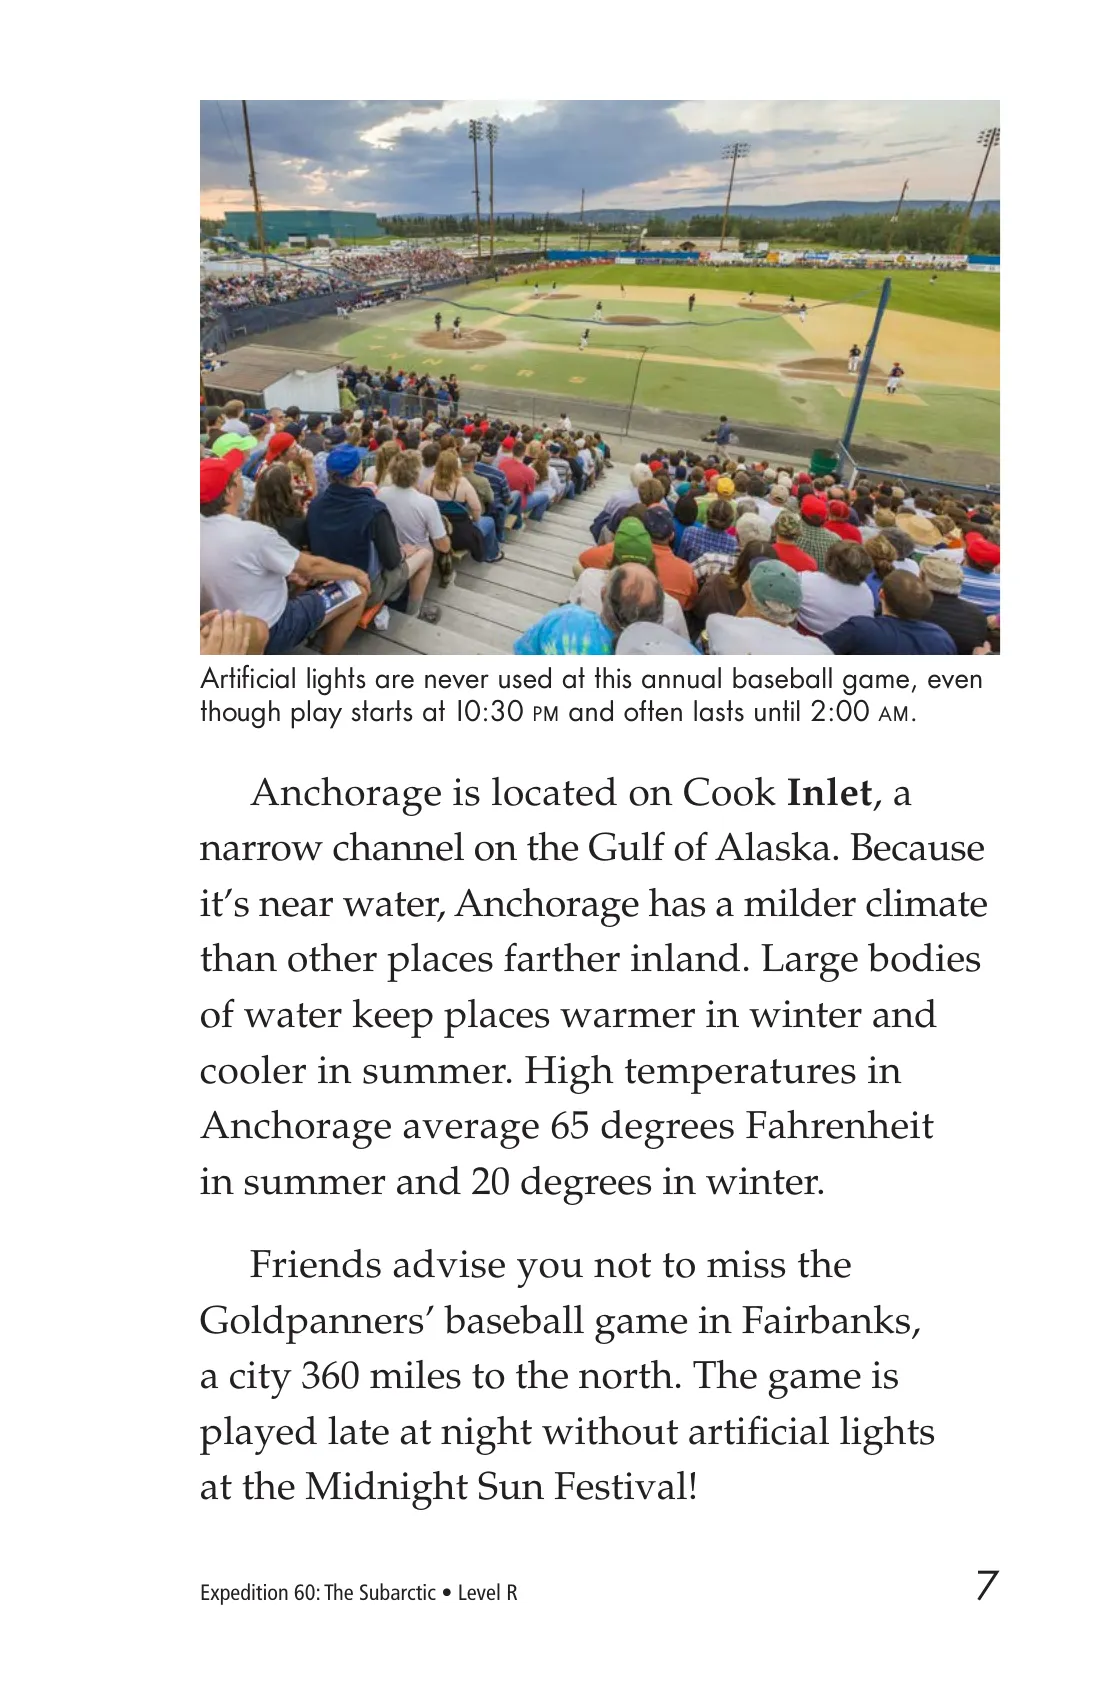 Artificial lights are never used at this annual baseball game, even
though play starts at 10:30 PM and often lasts until 2:00 AM.
Anchorage is located on Cook Inlet, a
narrow channel on the Gulf of Alaska. Because
it’s near water, Anchorage has a milder climate
than other places farther inland. Large bodies
of water keep places warmer in winter and
cooler in summer. High temperatures in
Anchorage average 65 degrees Fahrenheit
in summer and 20 degrees in winter.
Friends advise you not to miss the
Goldpanners’ baseball game in Fairbanks,
a city 360 miles to the north. The game is
played late at night without artificial lights
at the Midnight Sun Festival!
Expedition 60: The Subarctic • Level R
7